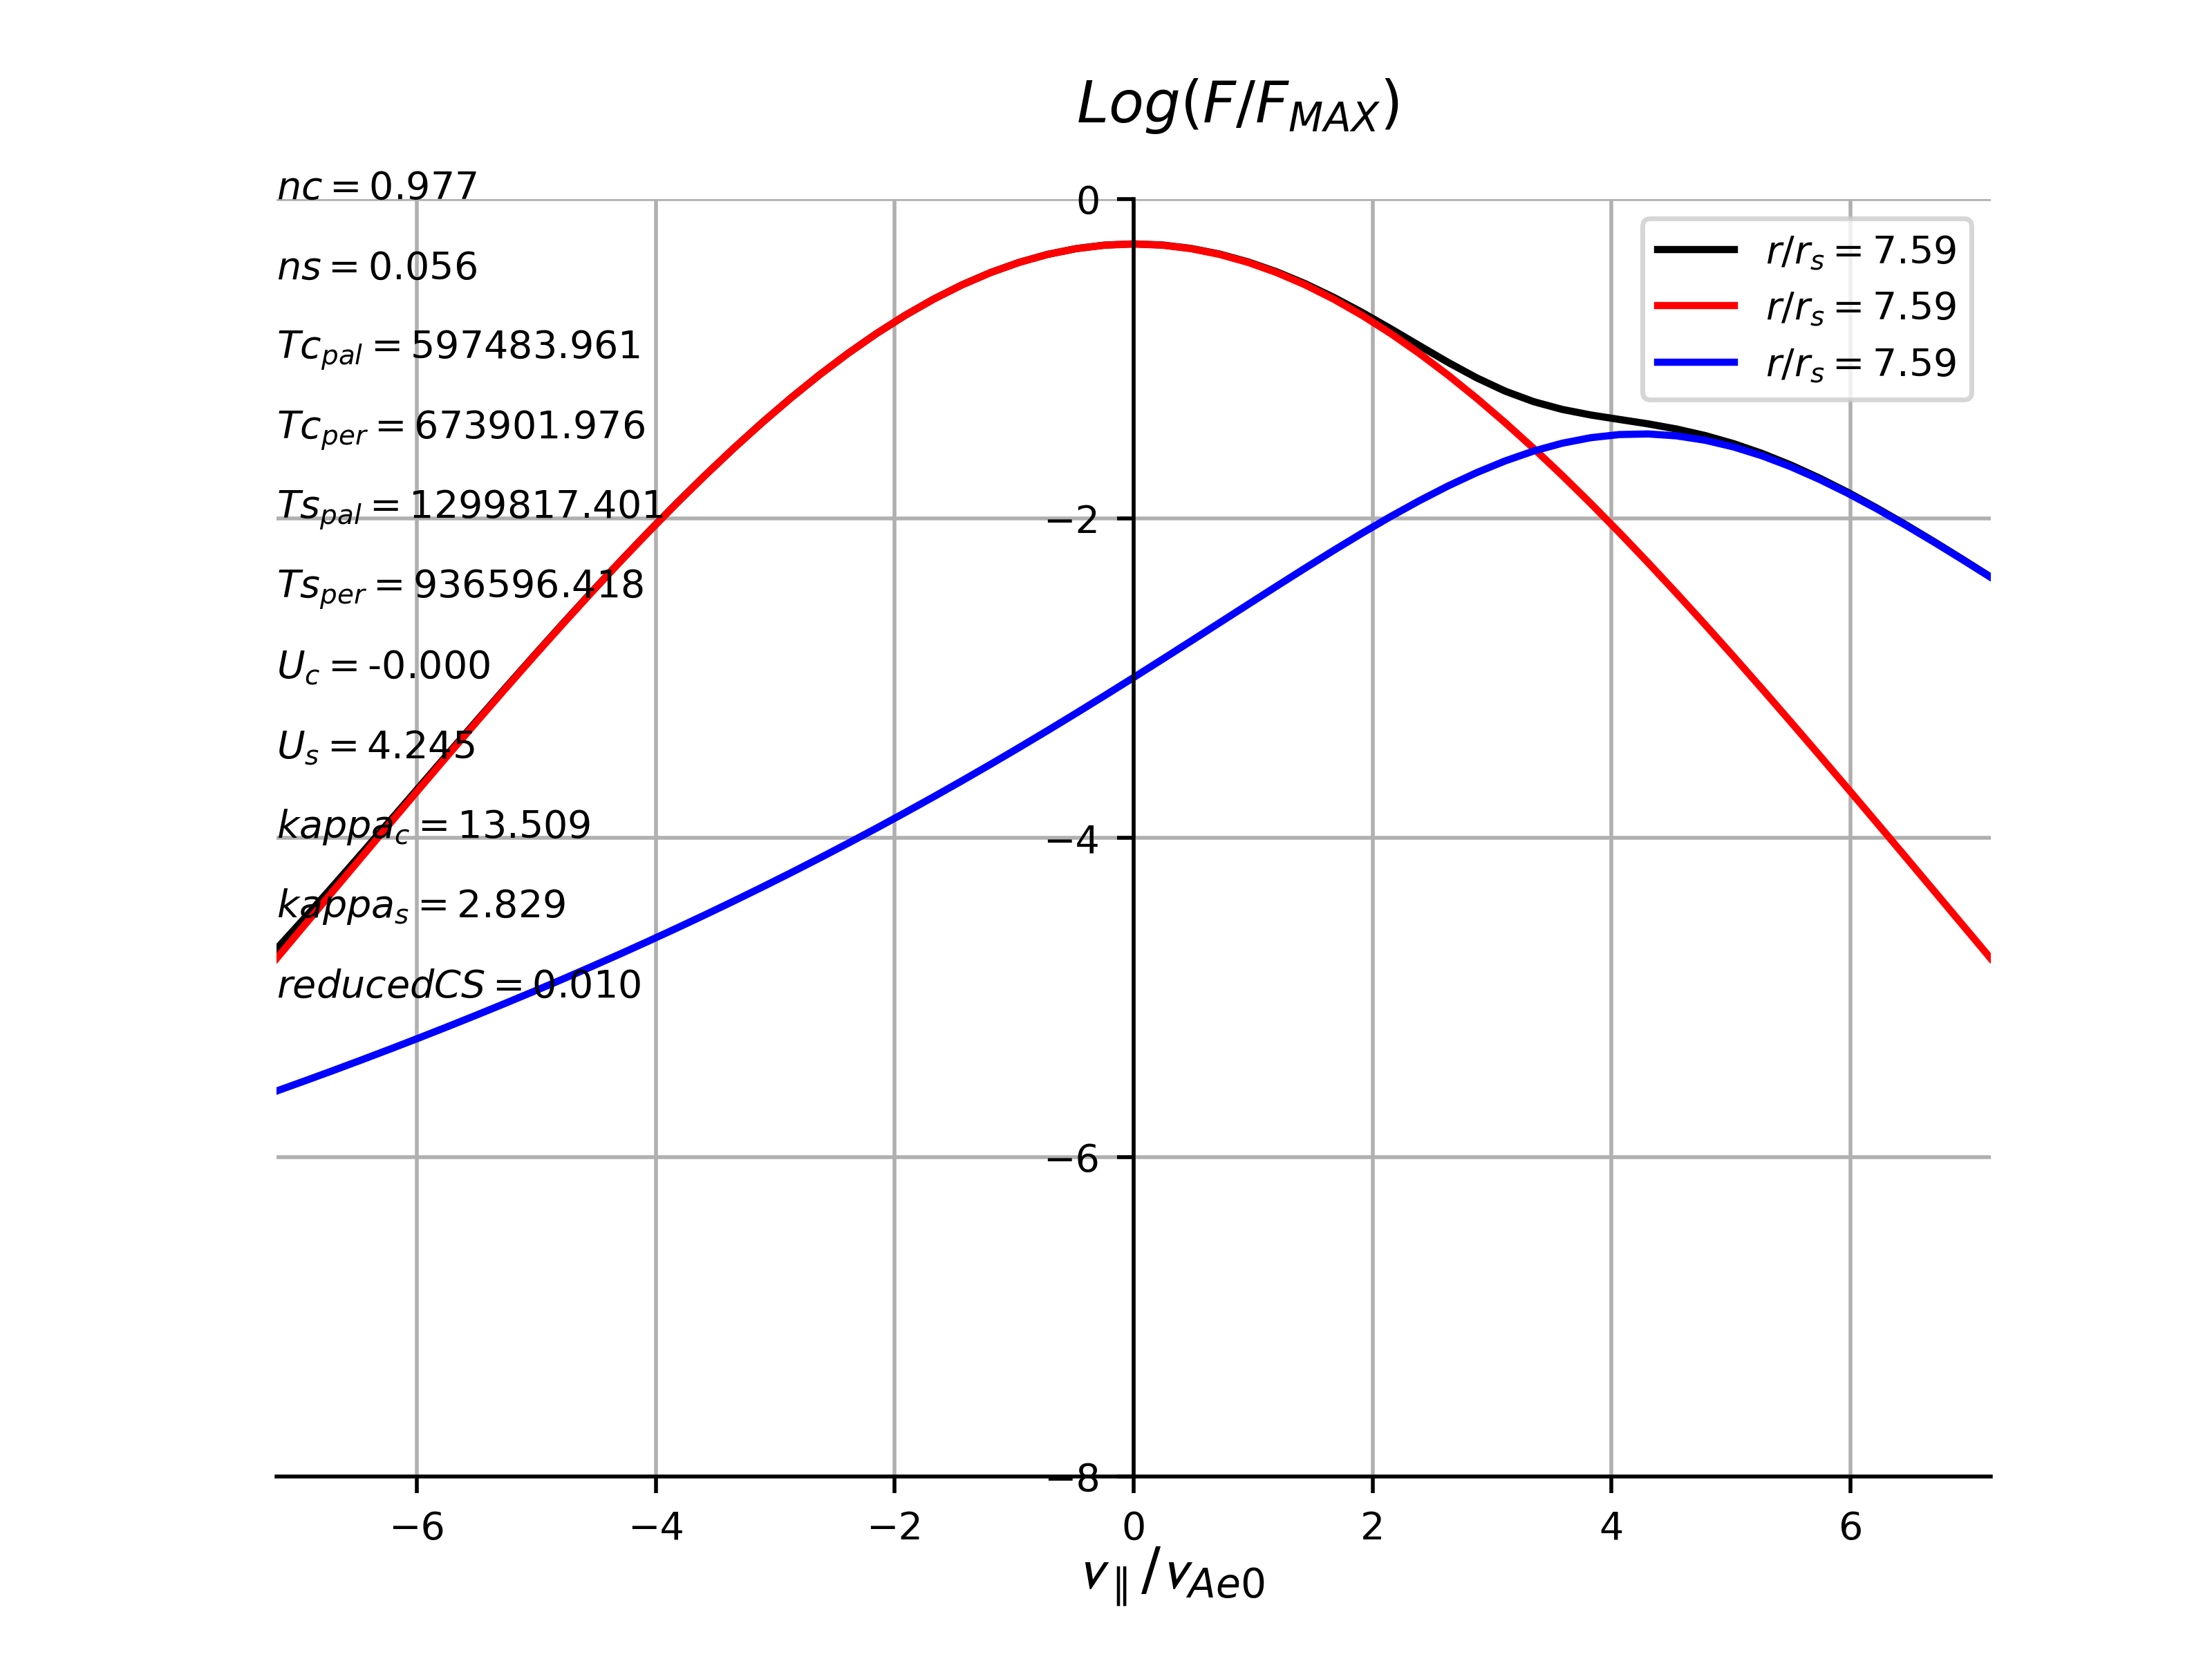 Log(F/F_MAX)
nc = 0.977
ns = 0.056
Tc_pal = 597483.961
Tc_per = 673901.976
Ts_pal = 1299817.401
Ts_per = 936596.418
U_c = -0.000
U_s = 4.245
kappa_c = 13.509
kappa_s = 2.829
reducedCS = 0.010
r/r_s = 7.59
r/r_s = 7.59
r/r_s = 7.59
0
−2
−4
−6
−8
−6 −4 −2 0 2 4 6
v_∥/v_Ae0